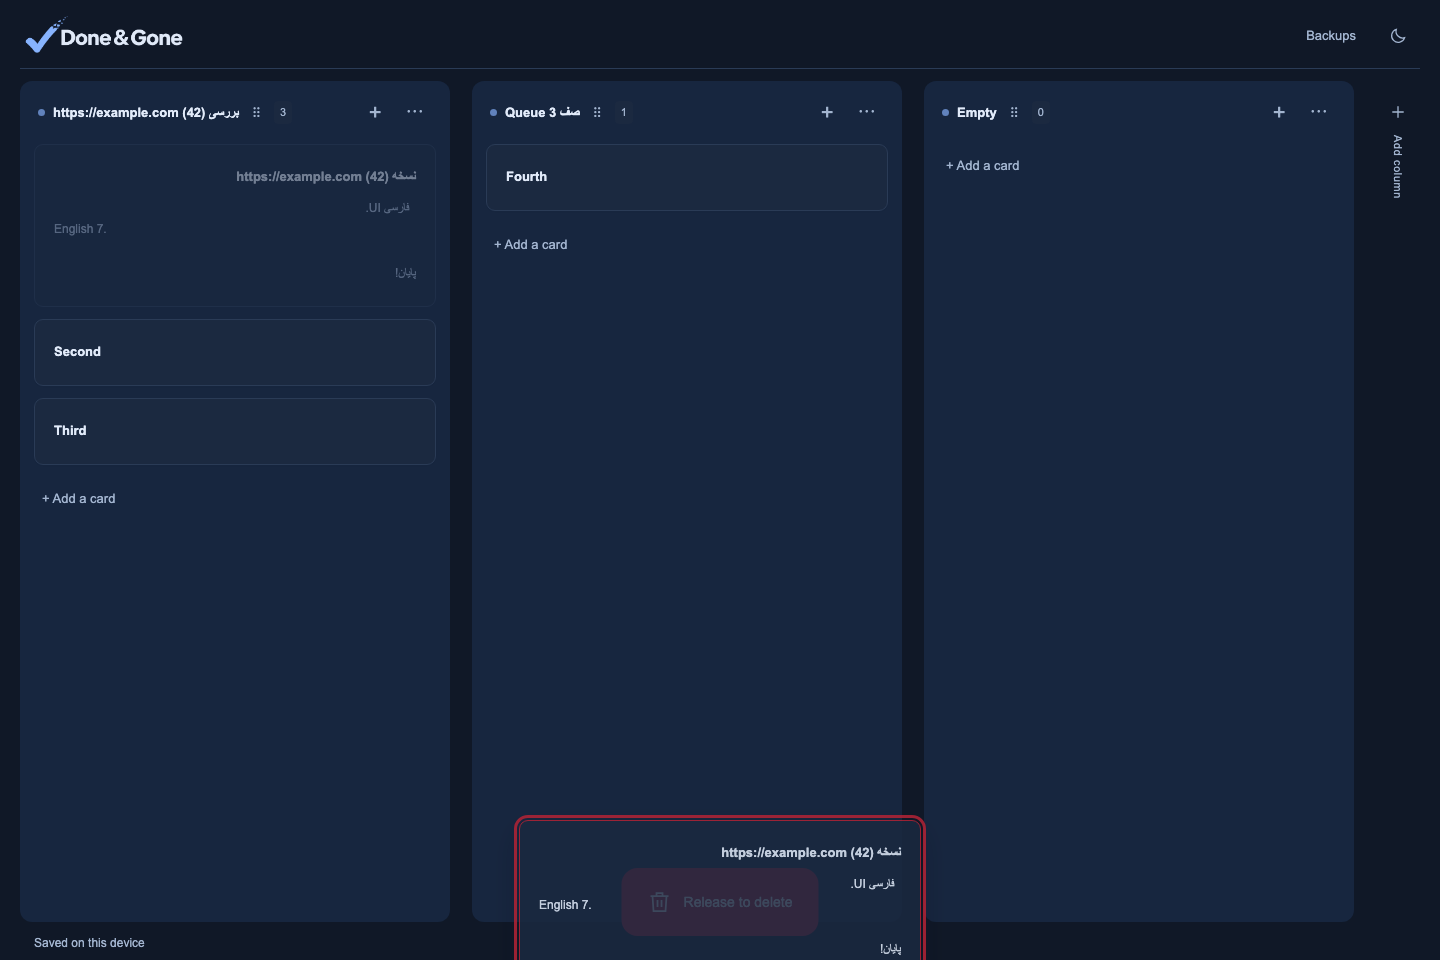 Done & Gone
Backups
بررسی (42) https://example.com
3
نسخه (42) https://example.com
فارسی UI.
English 7.
پایان!
Second
Third
+ Add a card
Queue 3 صف
1
Fourth
+ Add a card
Empty
0
+ Add a card
Add column
نسخه (42) https://example.com
فارسی UI.
English 7.
Release to delete
پایان!
Saved on this device